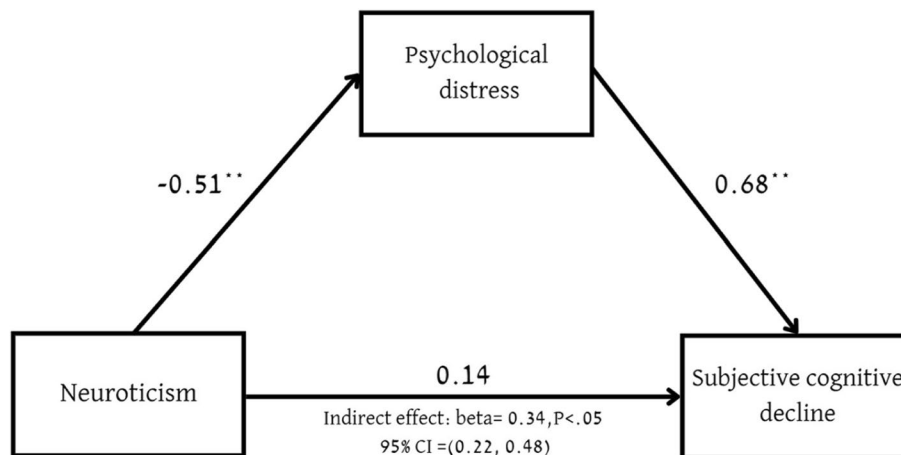 Psychological
distress
-0.51**
0.68**
Neuroticism
0.14
Indirect effect: beta= 0.34,P<.05
95% CI =(0.22, 0.48)
Subjective cognitive
decline